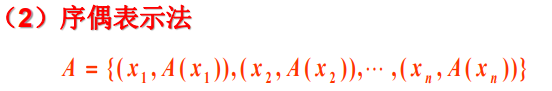 （2）序偶表示法
A = {(x₁, A(x₁)),(x₂, A(x₂)),⋯,(xₙ, A(xₙ))}